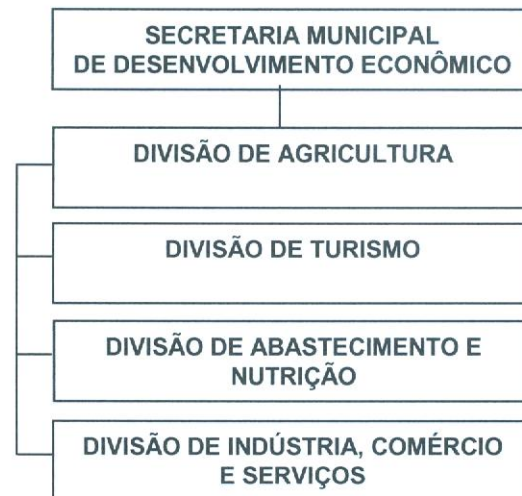 SECRETARIA MUNICIPAL
DE DESENVOLVIMENTO ECONÔMICO
DIVISÃO DE AGRICULTURA
DIVISÃO DE TURISMO
DIVISÃO DE ABASTECIMENTO E
NUTRIÇÃO
DIVISÃO DE INDÚSTRIA, COMÉRCIO
E SERVIÇOS